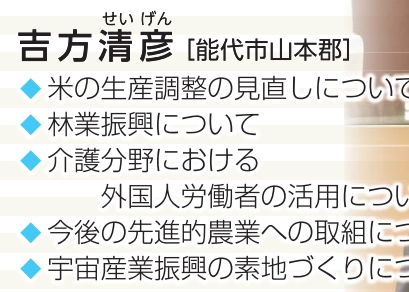 せい げん
吉方清彦 [能代市山本郡]
◆米の生産調整の見直しについて
◆林業振興について
◆介護分野における
外国人労働者の活用につい
◆今後の先進的農業への取組につ
◆宇宙産業振興の素地づくりにつ